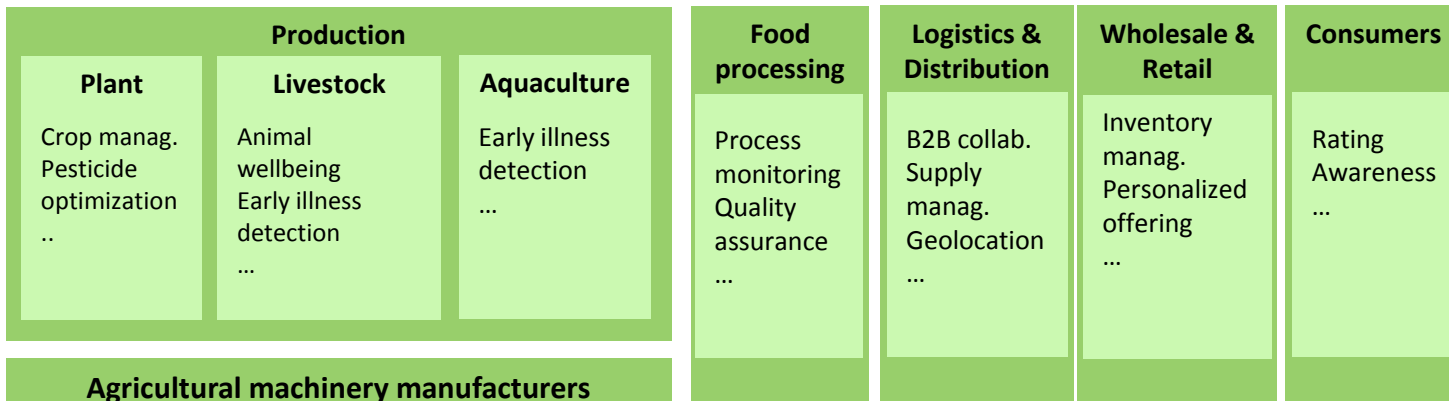 Production
Plant
Crop manag.
Pesticide
optimization
..
Livestock
Animal
wellbeing
Early illness
detection
…
Aquaculture
Early illness
detection
…
Agricultural machinery manufacturers
Food
processing
Process
monitoring
Quality
assurance
…
Logistics &
Distribution
B2B collab.
Supply
manag.
Geolocation
…
Wholesale &
Retail
Inventory
manag.
Personalized
offering
…
Consumers
Rating
Awareness
…